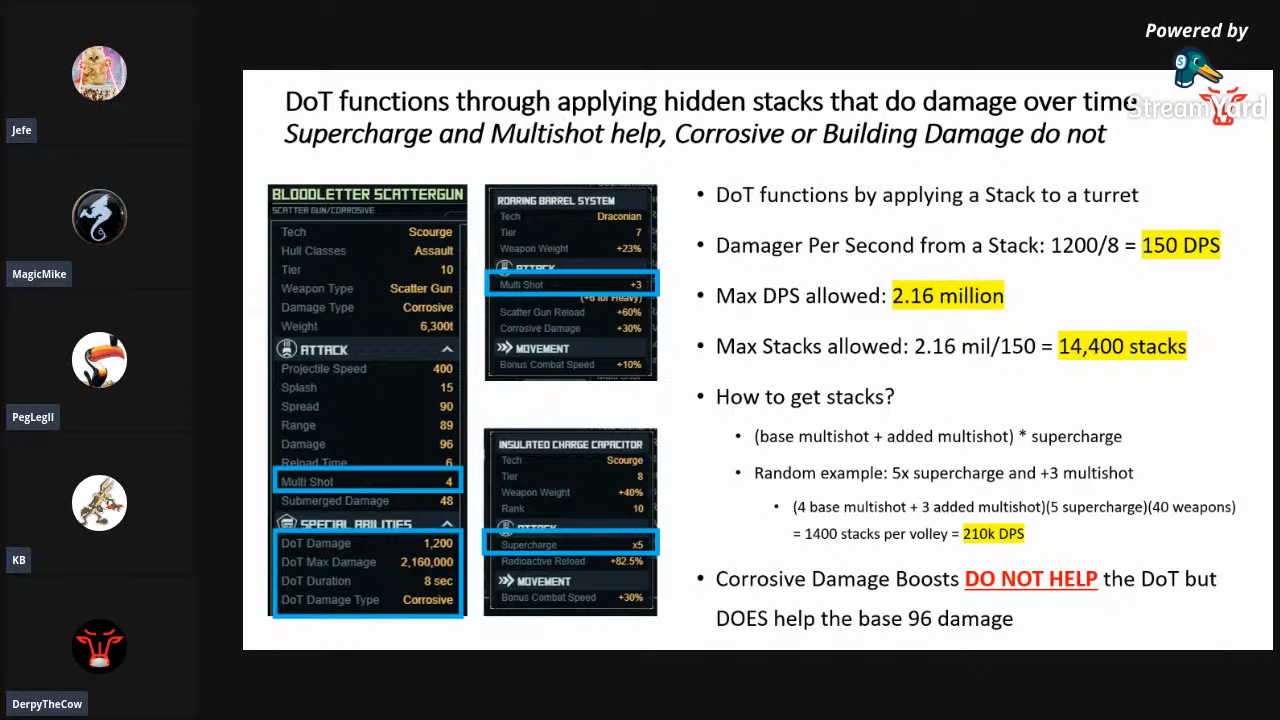 Powered by
StreamYard
Jefe
MagicMike
PegLegII
KB
DerpyTheCow
DoT functions through applying hidden stacks that do damage over time
Supercharge and Multishot help, Corrosive or Building Damage do not
BLOODLETTER SCATTERGUN
SCATTER GUN/CORROSIVE
Tech Scourge
Hull Classes Assault
Tier 10
Weapon Type Scatter Gun
Damage Type Corrosive
Weight 6,300t
ATTACK
Projectile Speed 400
Splash 15
Spread 90
Range 89
Damage 96
Reload Time 6
Multi Shot 4
Submerged Damage 48
SPECIAL ABILITIES
DoT Damage 1,200
DoT Max Damage 2,160,000
DoT Duration 8 sec
DoT Damage Type Corrosive
ROARING BARREL SYSTEM
Tech Draconian
Tier 7
Weapon Weight +23%
ATTACK
Multi Shot +3
(+6 for Heavy)
Scatter Gun Reload +60%
Corrosive Damage +30%
MOVEMENT
Bonus Combat Speed +10%
INSULATED CHARGE CAPACITOR
Tech Scourge
Tier 8
Weapon Weight +40%
Rank 10
ATTACK
Supercharge x5
Radioactive Reload +82.5%
MOVEMENT
Bonus Combat Speed +30%
• DoT functions by applying a Stack to a turret
• Damager Per Second from a Stack: 1200/8 = 150 DPS
• Max DPS allowed: 2.16 million
• Max Stacks allowed: 2.16 mil/150 = 14,400 stacks
• How to get stacks?
• (base multishot + added multishot) * supercharge
• Random example: 5x supercharge and +3 multishot
• (4 base multishot + 3 added multishot)(5 supercharge)(40 weapons)
= 1400 stacks per volley = 210k DPS
• Corrosive Damage Boosts DO NOT HELP the DoT but
DOES help the base 96 damage